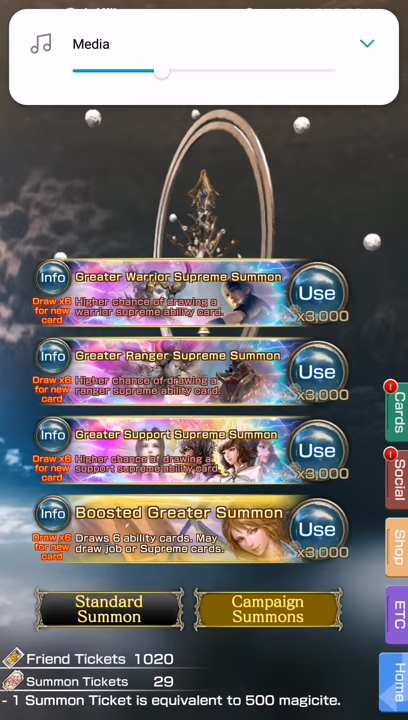 Media
Info
Greater Warrior Supreme Summon
Use
Draw x6
for new
card
Higher chance of drawing a
warrior supreme ability card.
x3,000
Info
Greater Ranger Supreme Summon
Use
Draw x6
for new
card
Higher chance of drawing a
ranger supreme ability card.
x3,000
Info
Greater Support Supreme Summon
Use
Draw x6
for new
card
Higher chance of drawing a
support supreme ability card.
x3,000
Info
Boosted Greater Summon
Use
Draw x6
for new
card
Draws 6 ability cards. May
draw job or Supreme cards.
x3,000
Cards
Social
Shop
ETC
Home
Standard
Summon
Campaign
Summons
Friend Tickets 1020
Summon Tickets 29
- 1 Summon Ticket is equivalent to 500 magicite.